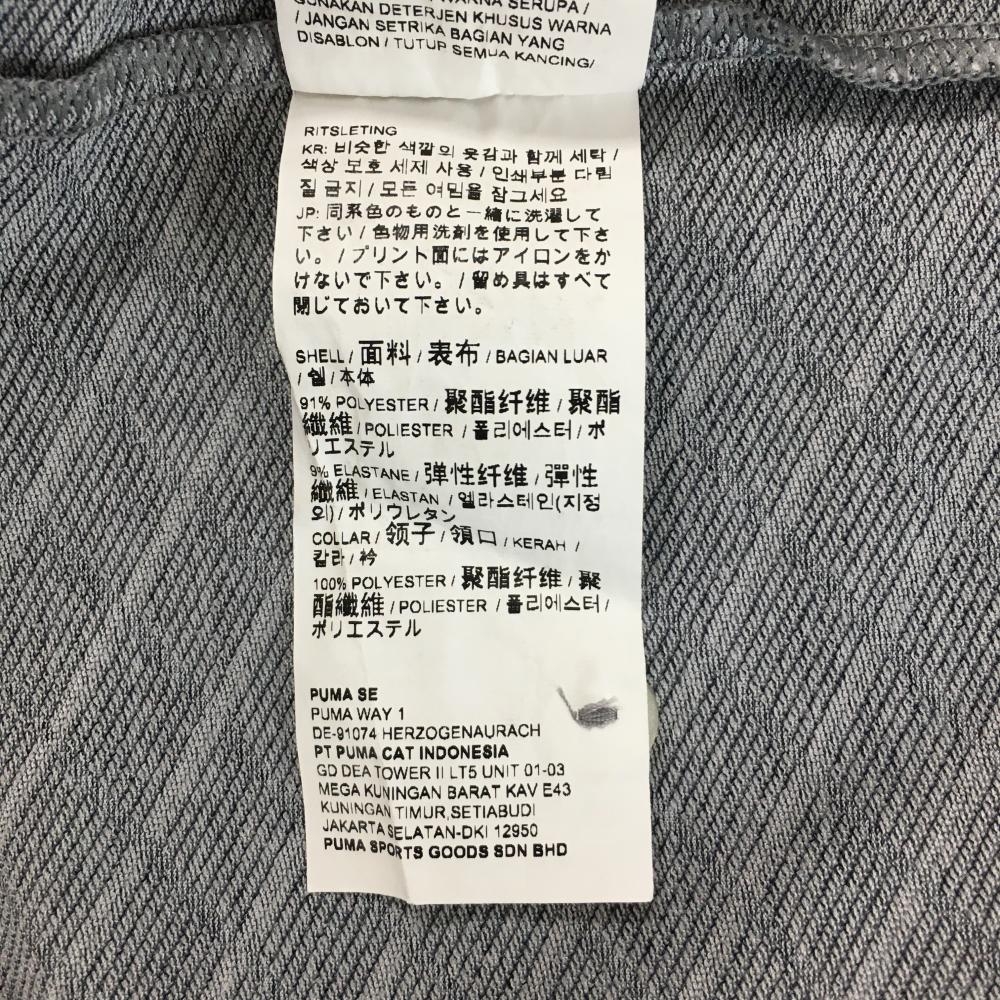 WARNA SERUPA /
GUNAKAN DETERJEN KHUSUS WARNA
/ JANGAN SETRIKA BAGIAN YANG
DISABLON / TUTUP SEMUA KANCING/
RITSLETING
KR: 비슷한 색깔의 옷감과 함께 세탁 /
색상 보호 세제 사용 / 인쇄부분 다림
질 금지 / 모든 여밈을 잠그세요
JP: 同系色のものと一緒に洗濯して
下さい / 色物用洗剤を使用して下さ
い。 / プリント面にはアイロンをか
けないで下さい。 / 留め具はすべて
閉じておいて下さい。
SHELL / 面料 / 表布 / BAGIAN LUAR
/ 쉘 / 本体
91% POLYESTER / 聚酯纤维 / 聚酯
纖維 / POLIESTER / 폴리에스터 / ポ
リエステル
9% ELASTANE / 弹性纤维 / 彈性
纖維 / ELASTAN / 엘라스테인(지정
외) / ポリウレタン
COLLAR / 领子 / 領口 / KERAH /
칼라 / 衿
100% POLYESTER / 聚酯纤维 / 聚
酯纖維 / POLIESTER / 폴리에스터 /
ポリエステル
PUMA SE
PUMA WAY 1
DE-91074 HERZOGENAURACH
PT PUMA CAT INDONESIA
GD DEA TOWER II LT5 UNIT 01-03
MEGA KUNINGAN BARAT KAV E43
KUNINGAN TIMUR,SETIABUDI
JAKARTA SELATAN-DKI 12950
PUMA SPORTS GOODS SDN BHD